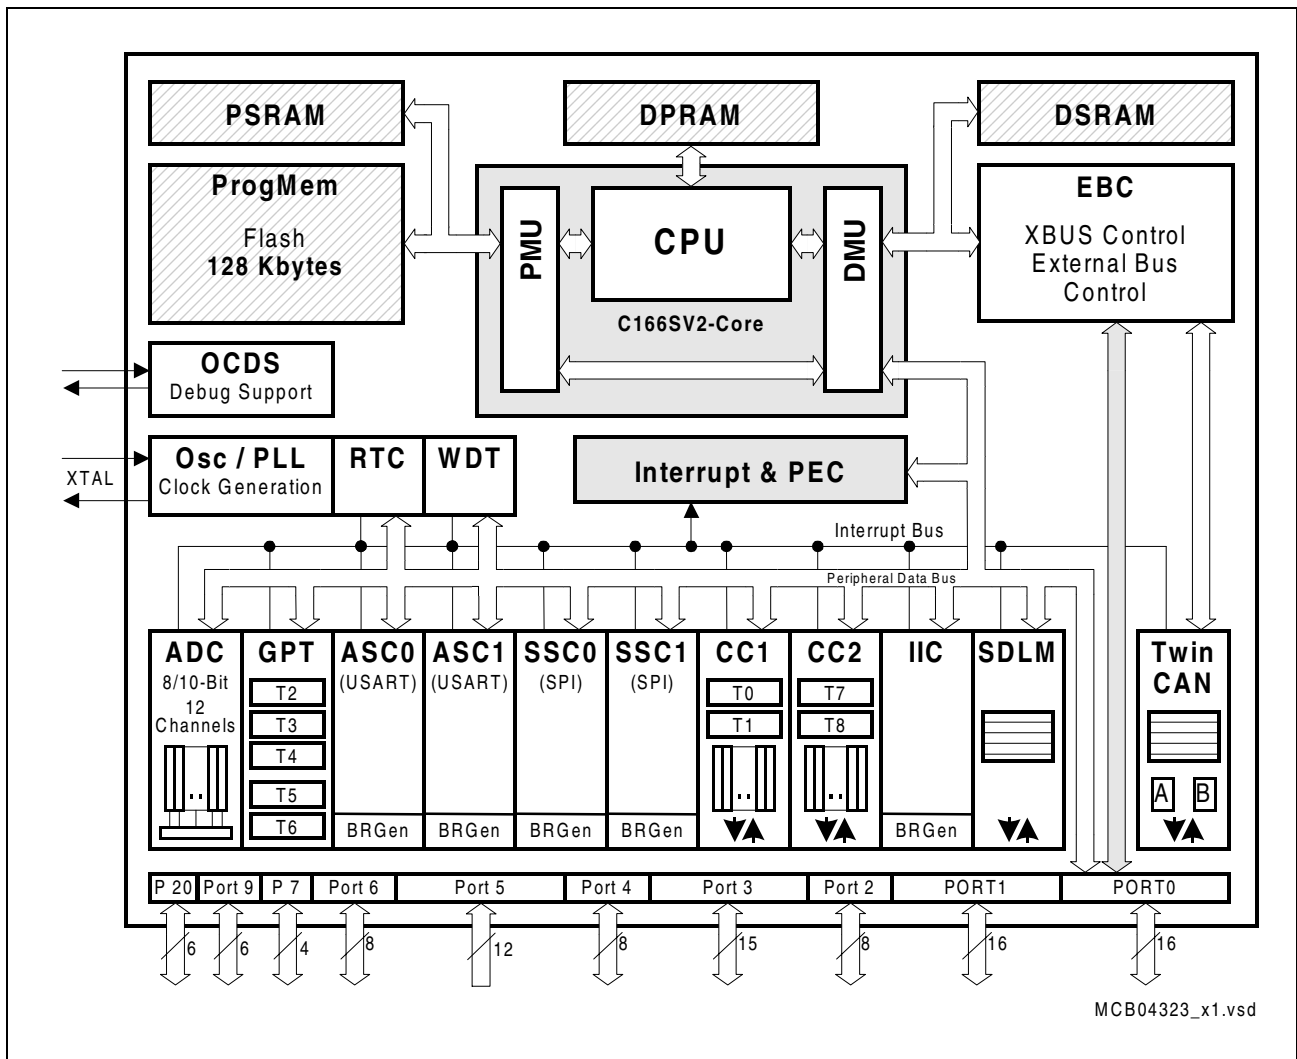 PSRAM
DPRAM
DSRAM
ProgMem
Flash
128 Kbytes
PMU
CPU
DMU
C166SV2-Core
EBC
XBUS Control
External Bus
Control
OCDS
Debug Support
XTAL
Osc / PLL
Clock Generation
RTC
WDT
Interrupt & PEC
Interrupt Bus
Peripheral Data Bus
ADC
8/10-Bit
12
Channels
GPT
T2
T3
T4
T5
T6
ASC0
(USART)
BRGen
ASC1
(USART)
BRGen
SSC0
(SPI)
BRGen
SSC1
(SPI)
BRGen
CC1
T0
T1
..
CC2
T7
T8
..
IIC
BRGen
SDLM
Twin
CAN
A B
P 20 Port 9 P 7 Port 6 Port 5 Port 4 Port 3 Port 2 PORT1 PORT0
6 6 4 8 12 8 15 8 16 16
MCB04323_x1.vsd